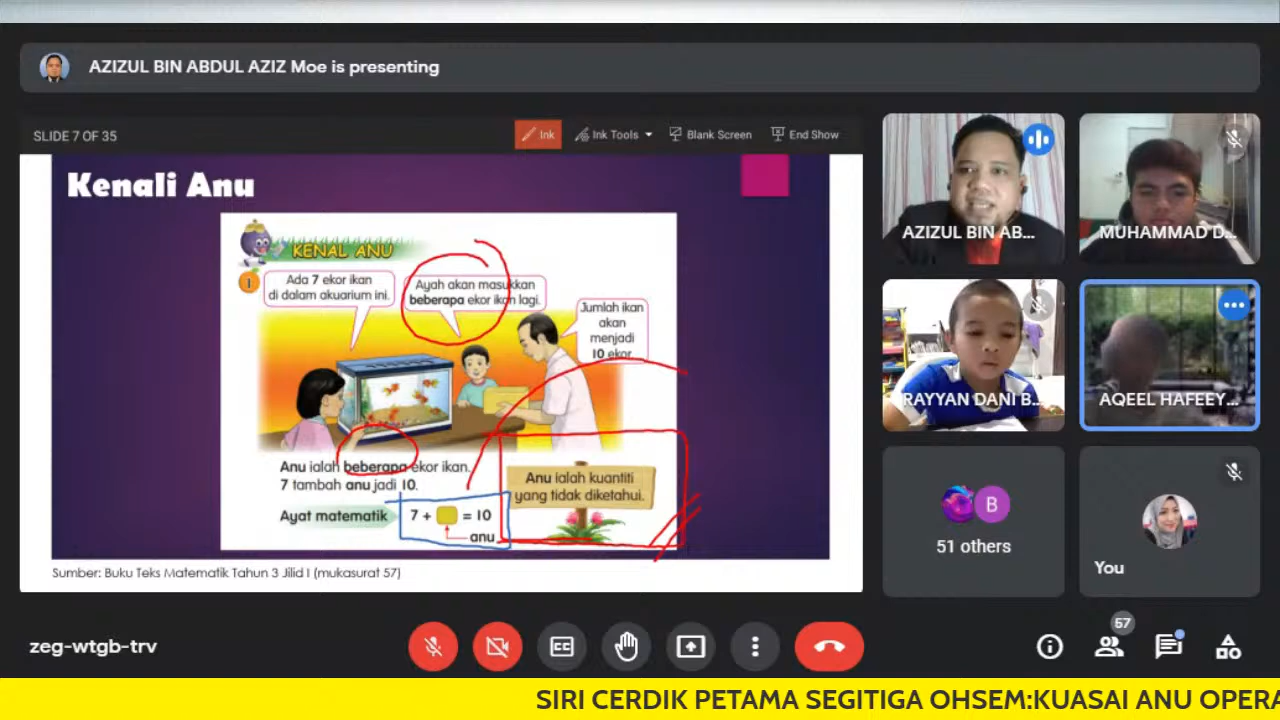 AZIZUL BIN ABDUL AZIZ Moe is presenting
SLIDE 7 OF 35
Ink
Ink Tools
Blank Screen
End Show
Kenali Anu
KENAL ANU
1
Ada 7 ekor ikan
di dalam akuarium ini.
Ayah akan masukkan
beberapa ekor ikan lagi.
Jumlah ikan
akan
menjadi
10 ekor.
Anu ialah beberapa ekor ikan.
7 tambah anu jadi 10.
Ayat matematik
7 + = 10
anu
Anu ialah kuantiti
yang tidak diketahui.
Sumber: Buku Teks Matematik Tahun 3 Jilid 1 (mukasurat 57)
AZIZUL BIN AB...
MUHAMMAD D...
RAYYAN DANI B...
AQEEL HAFEEY...
B
51 others
You
zeg-wtgb-trv
CC
57
SIRI CERDIK PETAMA SEGITIGA OHSEM:KUASAI ANU OPERA